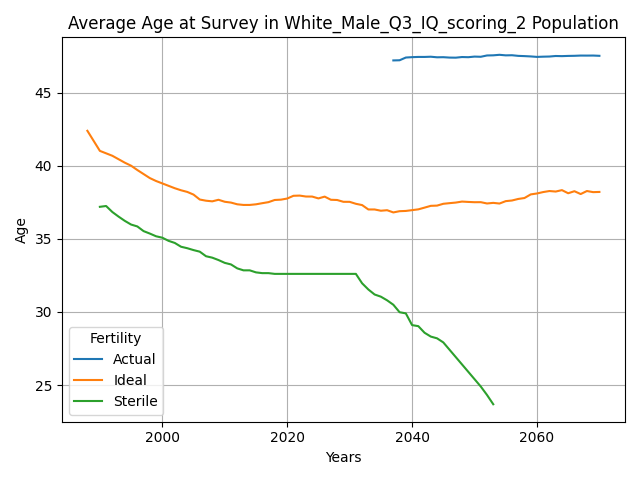 Average Age at Survey in White_Male_Q3_IQ_scoring_2 Population
Age
45
40
35
30
25
Fertility
Actual
Ideal
Sterile
2000
2020
2040
2060
Years